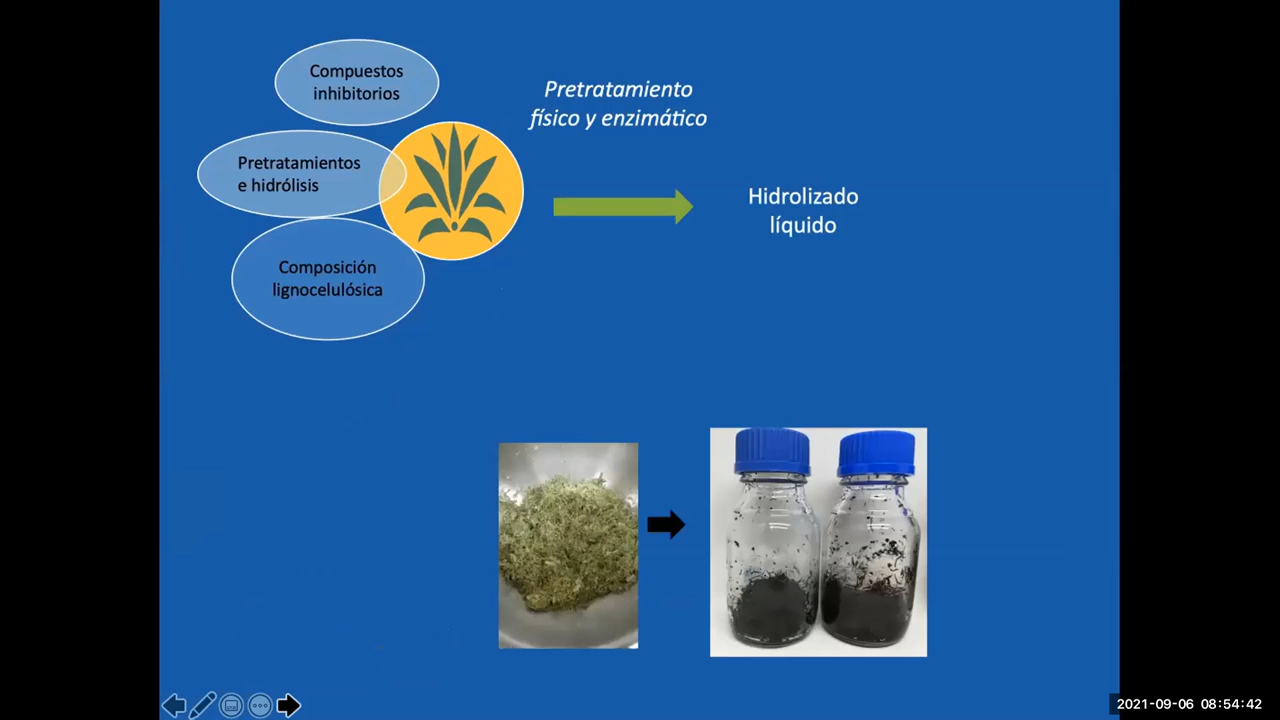 Compuestos
inhibitorios
Pretratamiento
físico y enzimático
Pretratamientos
e hidrólisis
Hidrolizado
líquido
Composición
lignocelulósica
2021-09-06 08:54:42